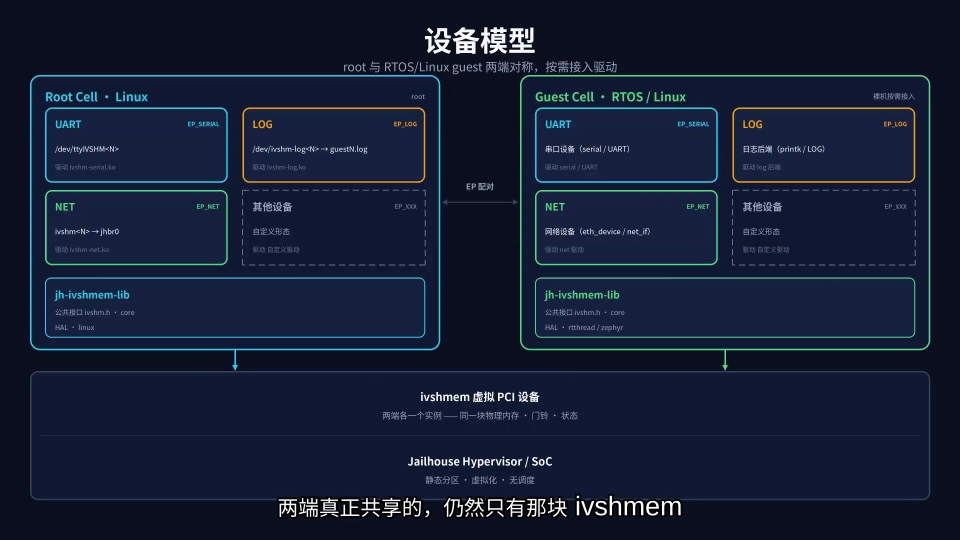 设备模型
root 与 RTOS/Linux guest 两端对称，按需接入驱动
Root Cell • Linux
root
UART
EP_SERIAL
/dev/ttyIVSHM<N>
驱动 ivshm-serial.ko
LOG
EP_LOG
/dev/ivshm-log<N> → guestN.log
驱动 ivshm-log.ko
NET
EP_NET
ivshm<N> → jhbr0
驱动 ivshm-net.ko
其他设备
EP_XXX
自定义形态
驱动 自定义驱动
jh-ivshmem-lib
公共接口 ivshm.h • core
HAL • linux
EP 配对
Guest Cell • RTOS / Linux
裸机按需接入
UART
EP_SERIAL
串口设备（serial / UART）
驱动 serial / UART
LOG
EP_LOG
日志后端（printk / LOG）
驱动 log 后端
NET
EP_NET
网络设备（eth_device / net_if）
驱动 net 驱动
其他设备
EP_XXX
自定义形态
驱动 自定义驱动
jh-ivshmem-lib
公共接口 ivshm.h • core
HAL • rtthread / zephyr
ivshmem 虚拟 PCI 设备
两端各一个实例 —— 同一块物理内存 • 门铃 • 状态
Jailhouse Hypervisor / SoC
静态分区 • 虚拟化 • 无调度
两端真正共享的，仍然只有那块 ivshmem